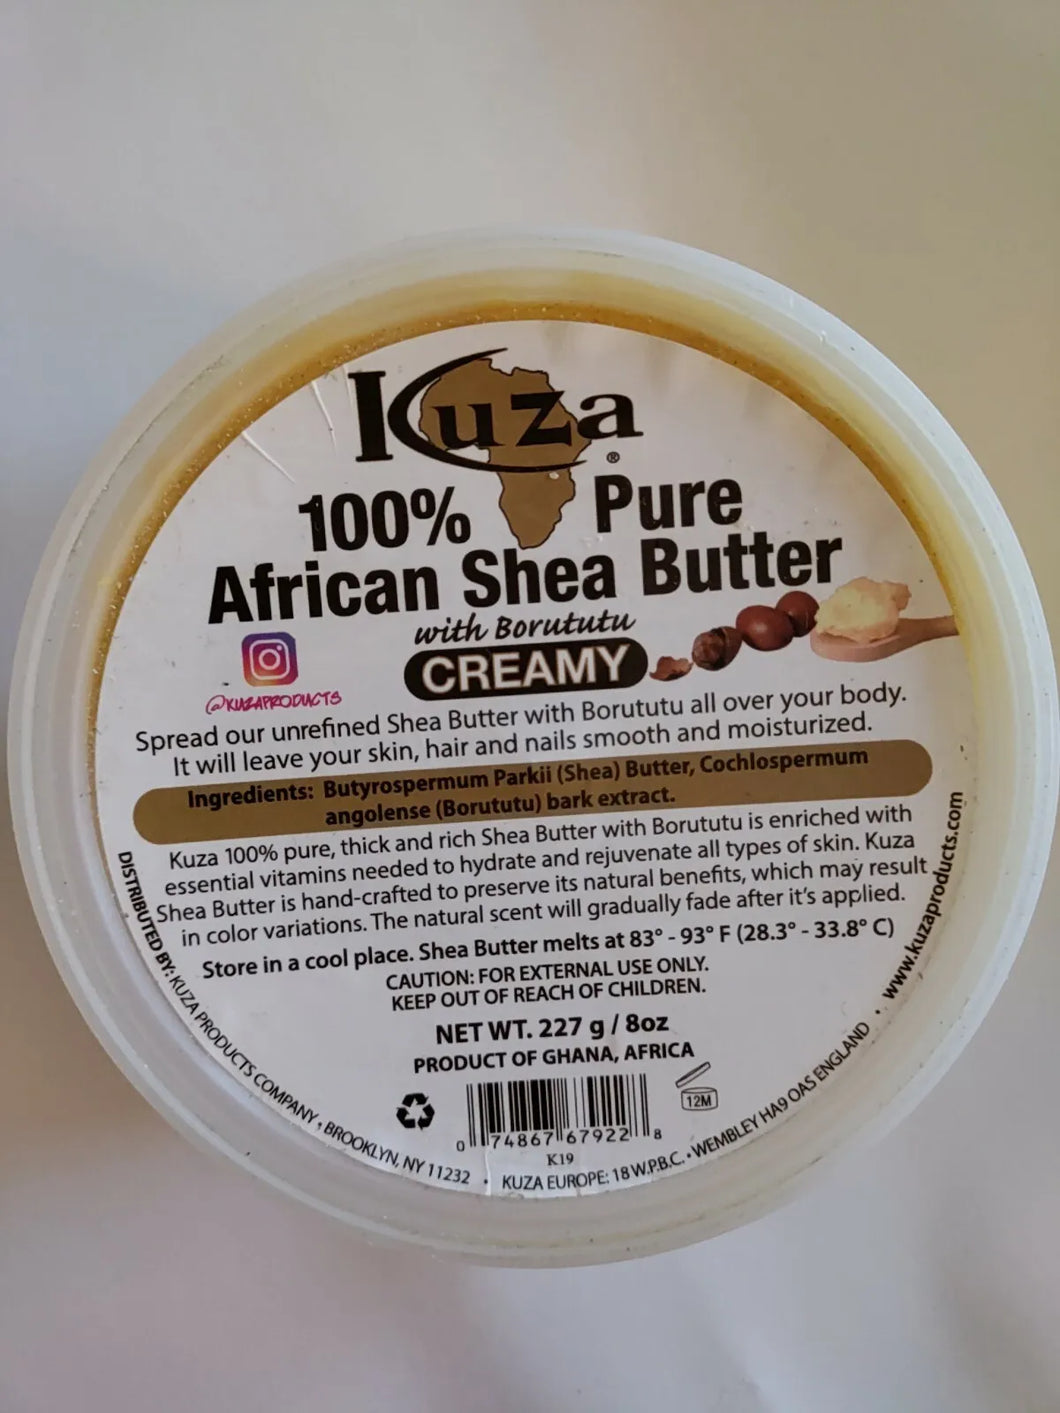 Kuza
®
100% Pure
African Shea Butter
with Borututu
CREAMY
@KUZAPRODUCTS
Spread our unrefined Shea Butter with Borututu all over your body.
It will leave your skin, hair and nails smooth and moisturized.
Ingredients: Butyrospermum Parkii (Shea) Butter, Cochlospermum
angolense (Borututu) bark extract.
Kuza 100% pure, thick and rich Shea Butter with Borututu is enriched with
essential vitamins needed to hydrate and rejuvenate all types of skin. Kuza
Shea Butter is hand-crafted to preserve its natural benefits, which may result
in color variations. The natural scent will gradually fade after it's applied.
Store in a cool place. Shea Butter melts at 83° - 93° F (28.3° - 33.8° C)
CAUTION: FOR EXTERNAL USE ONLY.
KEEP OUT OF REACH OF CHILDREN.
NET WT. 227 g / 8oz
PRODUCT OF GHANA, AFRICA
12M
0 74867 67922 8
K19
DISTRIBUTED BY: KUZA PRODUCTS COMPANY, BROOKLYN, NY 11232 • KUZA EUROPE: 18 W.P.B.C. • WEMBLEY HA9 OAS ENGLAND • www.kuzaproducts.com